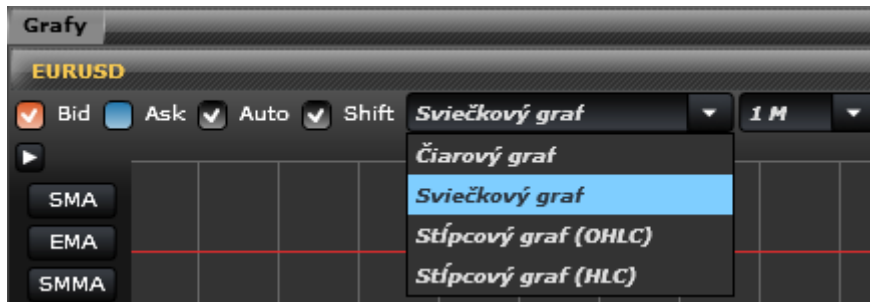 Grafy
EURUSD
Bid Ask Auto Shift Sviečkový graf 1 M
Čiarový graf
SMA Sviečkový graf
EMA Stĺpcový graf (OHLC)
SMMA Stĺpcový graf (HLC)